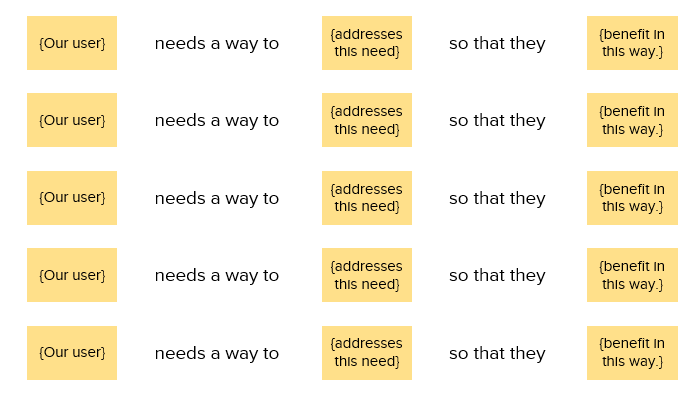 {Our user} needs a way to {addresses this need} so that they {benefit in this way.}
{Our user} needs a way to {addresses this need} so that they {benefit in this way.}
{Our user} needs a way to {addresses this need} so that they {benefit in this way.}
{Our user} needs a way to {addresses this need} so that they {benefit in this way.}
{Our user} needs a way to {addresses this need} so that they {benefit in this way.}